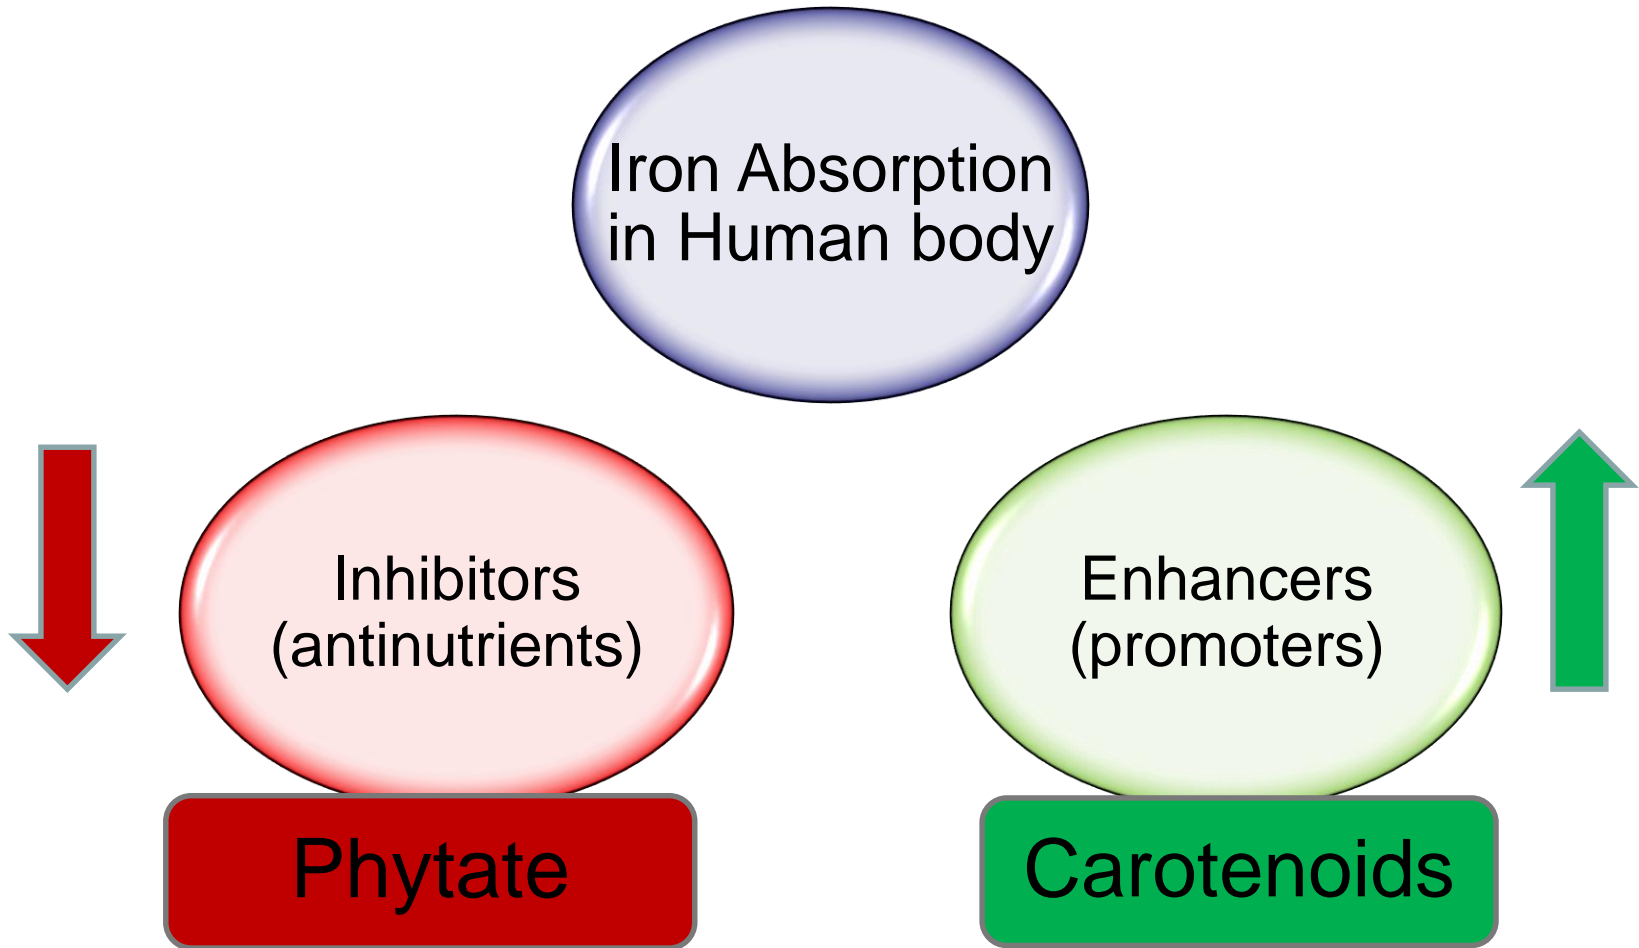 Iron Absorption
in Human body
Inhibitors
(antinutrients)
Enhancers
(promoters)
Phytate
Carotenoids